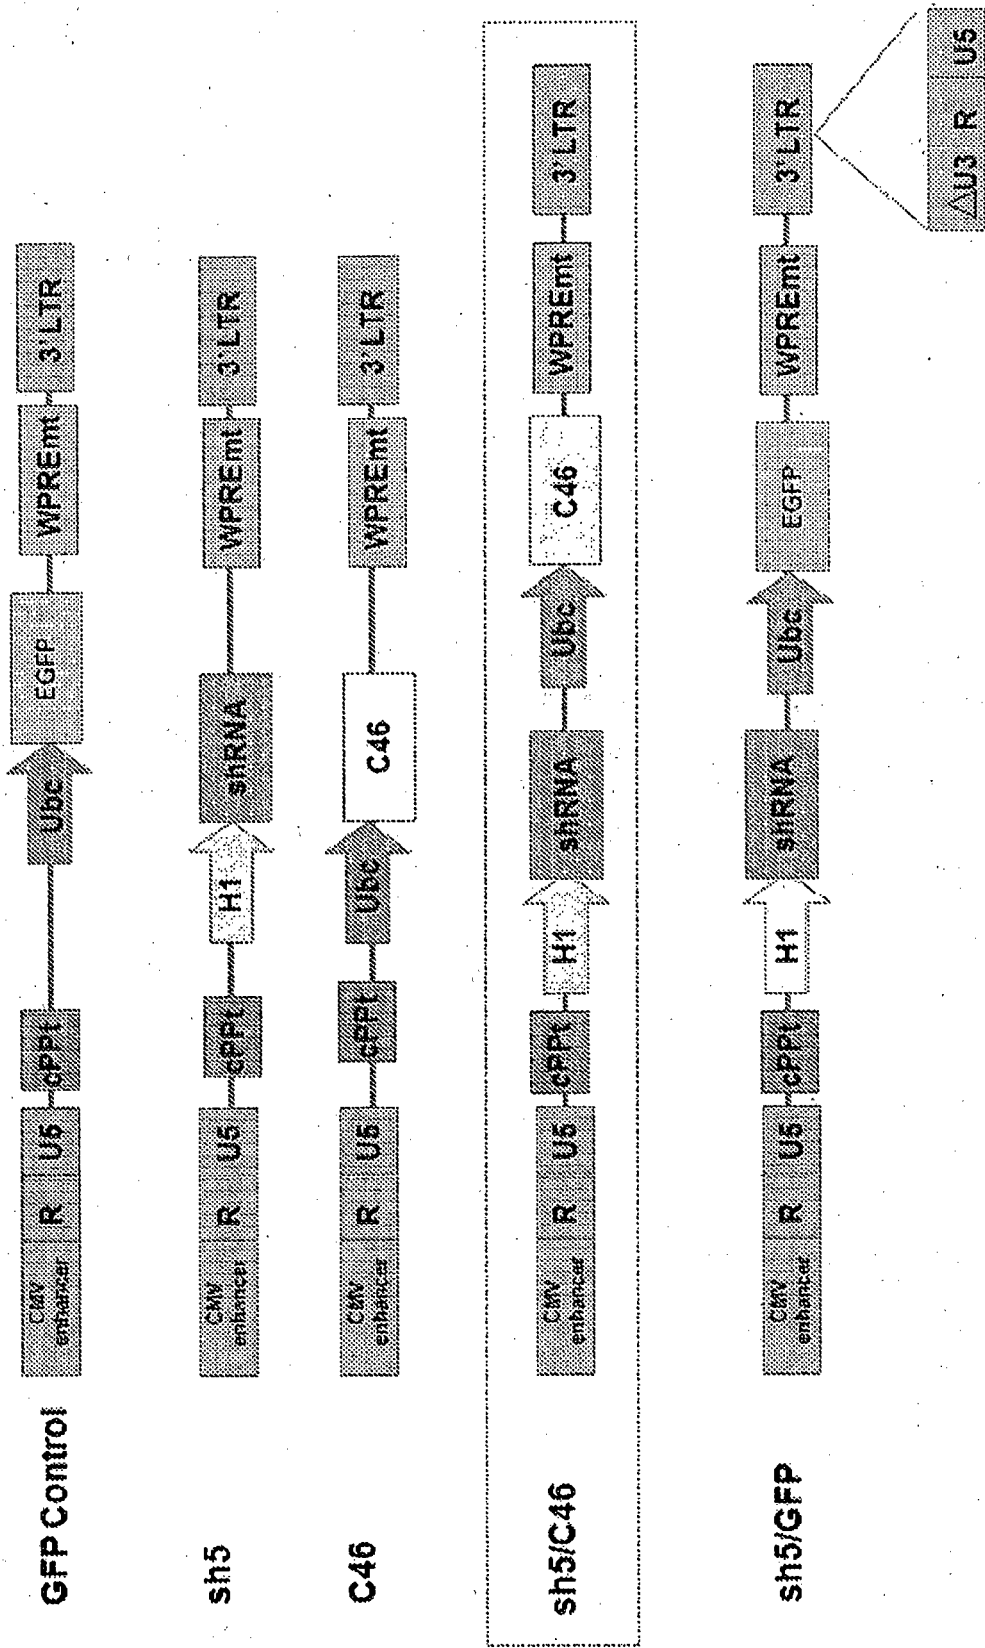 GFP Control
CMV
enhancer
R
U5
cPPt
Ubc
EGFP
WPREmt
3'LTR
sh5
CMV
enhancer
R
U5
cPPt
H1
shRNA
WPREmt
3'LTR
C46
CMV
enhancer
R
U5
cPPt
Ubc
C46
WPREmt
3'LTR
sh5/C46
CMV
enhancer
R
U5
cPPt
H1
shRNA
Ubc
C46
WPREmt
3'LTR
sh5/GFP
CMV
enhancer
R
U5
cPPt
H1
shRNA
Ubc
EGFP
WPREmt
3'LTR
△U3
R
U5